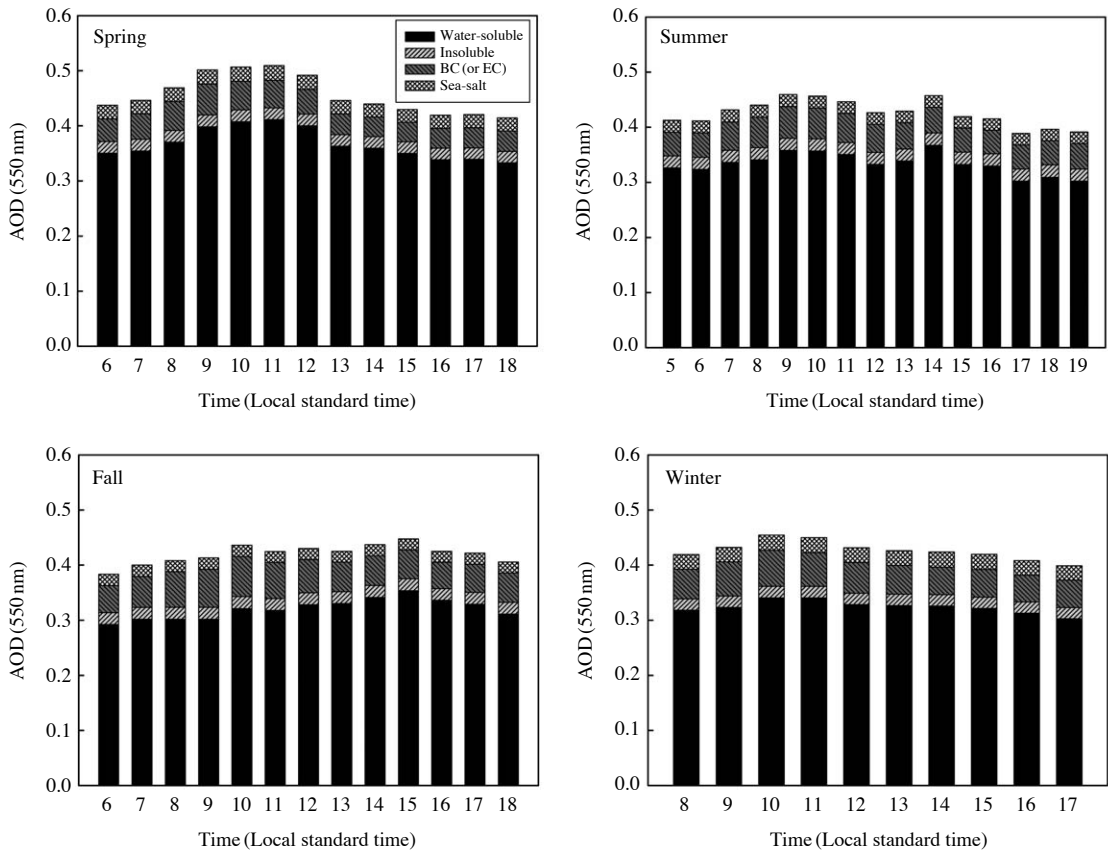 Spring
Water-soluble
Insoluble
BC (or EC)
Sea-salt
AOD (550 nm)
0.6
0.5
0.4
0.3
0.2
0.1
0.0
6 7 8 9 10 11 12 13 14 15 16 17 18
Time (Local standard time)
Summer
AOD (550 nm)
0.6
0.5
0.4
0.3
0.2
0.1
0.0
5 6 7 8 9 10 11 12 13 14 15 16 17 18 19
Time (Local standard time)
Fall
AOD (550 nm)
0.6
0.5
0.4
0.3
0.2
0.1
0.0
6 7 8 9 10 11 12 13 14 15 16 17 18
Time (Local standard time)
Winter
AOD (550 nm)
0.6
0.5
0.4
0.3
0.2
0.1
0.0
8 9 10 11 12 13 14 15 16 17
Time (Local standard time)